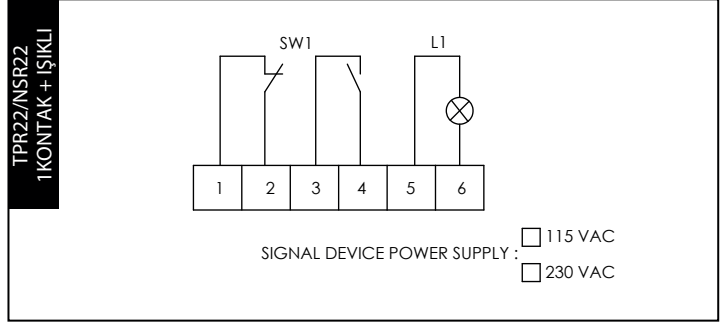 TPR22/NSR22
1KONTAK + IŞIKLI
SW1
L1
1 2 3 4 5 6
SIGNAL DEVICE POWER SUPPLY :
115 VAC
230 VAC